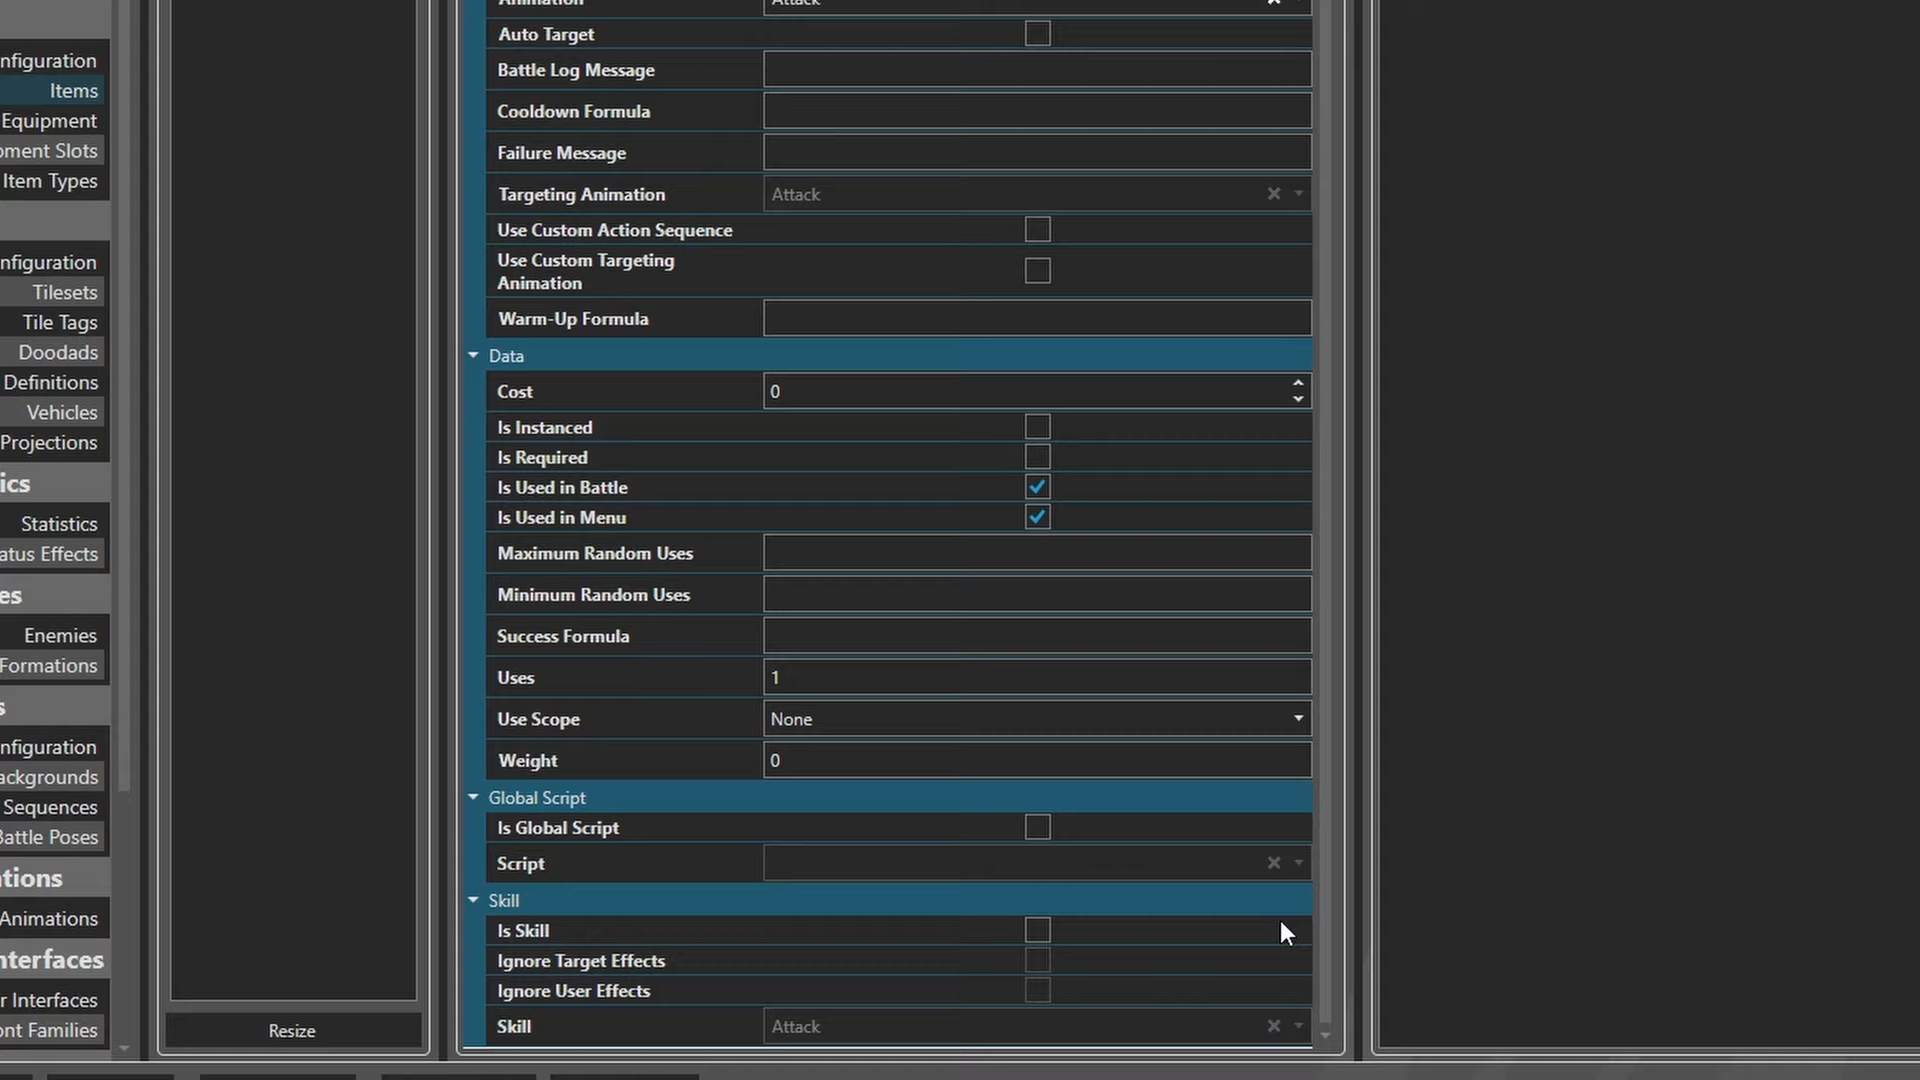 nfiguration
Items
Equipment
oment Slots
Item Types
nfiguration
Tilesets
Tile Tags
Doodads
Definitions
Vehicles
Projections
ics
Statistics
atus Effects
es
Enemies
Formations
s
nfiguration
ackgrounds
Sequences
Battle Poses
ations
Animations
nterfaces
r Interfaces
ont Families
Resize
Animation Attack
Auto Target
Battle Log Message
Cooldown Formula
Failure Message
Targeting Animation Attack
Use Custom Action Sequence
Use Custom Targeting
Animation
Warm-Up Formula
Data
Cost 0
Is Instanced
Is Required
Is Used in Battle
Is Used in Menu
Maximum Random Uses
Minimum Random Uses
Success Formula
Uses 1
Use Scope None
Weight 0
Global Script
Is Global Script
Script
Skill
Is Skill
Ignore Target Effects
Ignore User Effects
Skill Attack